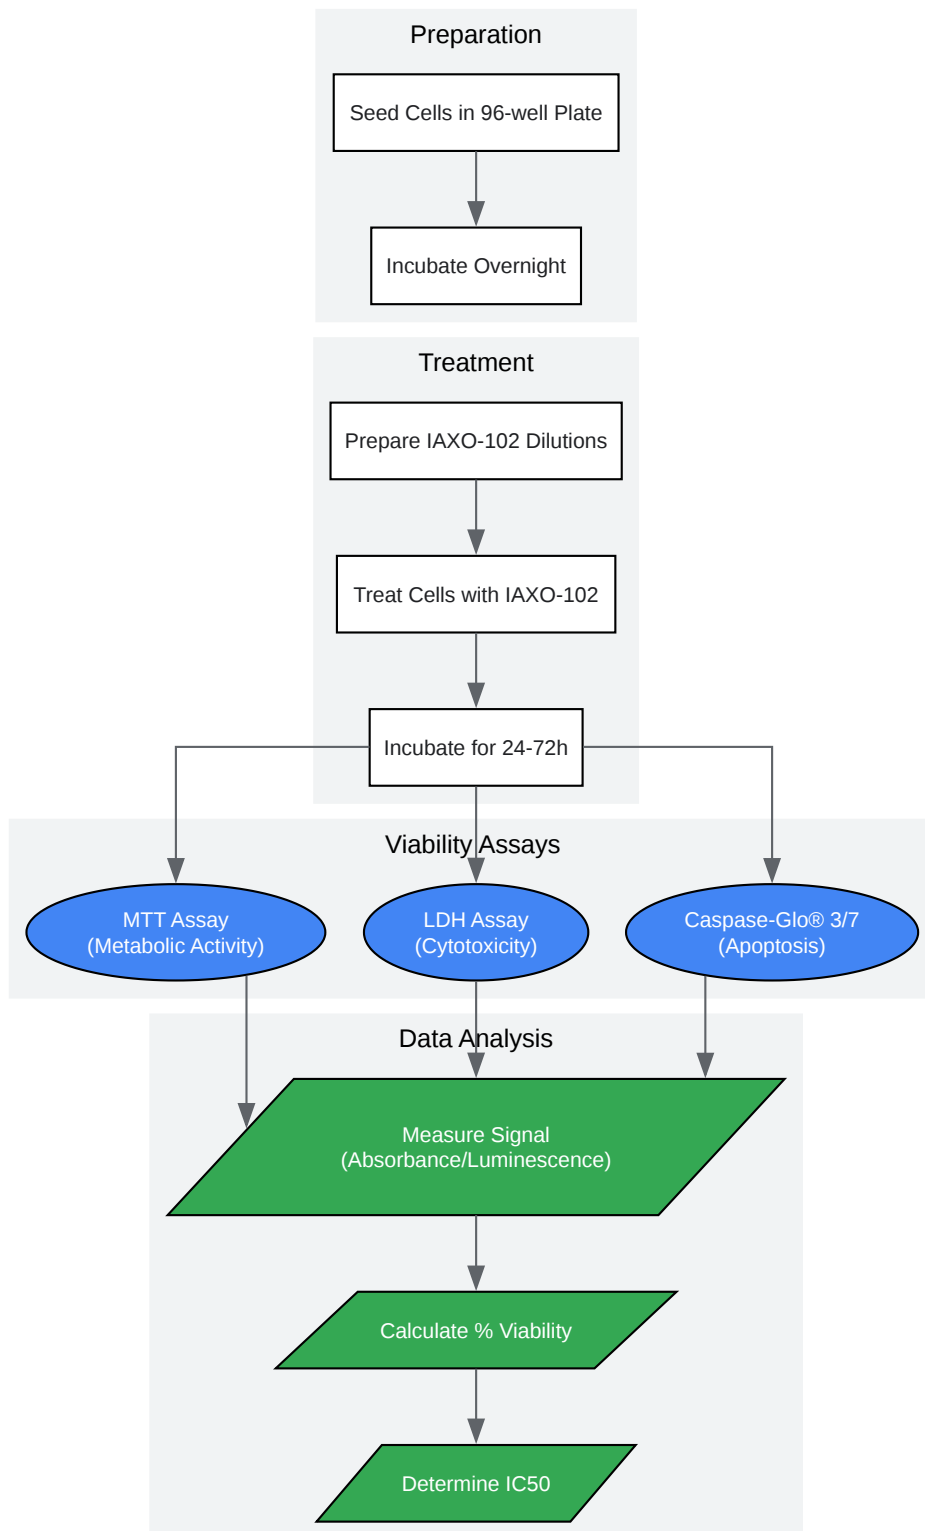 Preparation
Seed Cells in 96-well Plate
Incubate Overnight
Treatment
Prepare IAXO-102 Dilutions
Treat Cells with IAXO-102
Incubate for 24-72h
Viability Assays
MTT Assay
(Metabolic Activity)
LDH Assay
(Cytotoxicity)
Caspase-Glo® 3/7
(Apoptosis)
Data Analysis
Measure Signal
(Absorbance/Luminescence)
Calculate % Viability
Determine IC50